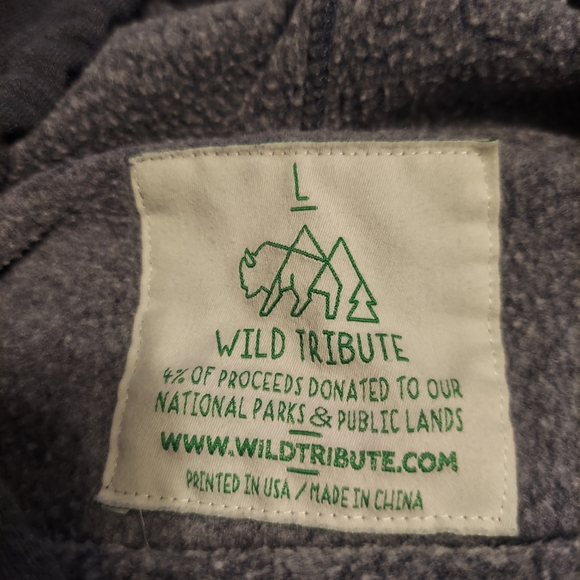 L
WILD TRIBUTE
4% OF PROCEEDS DONATED TO OUR
NATIONAL PARKS & PUBLIC LANDS
WWW.WILDTRIBUTE.COM
PRINTED IN USA / MADE IN CHINA